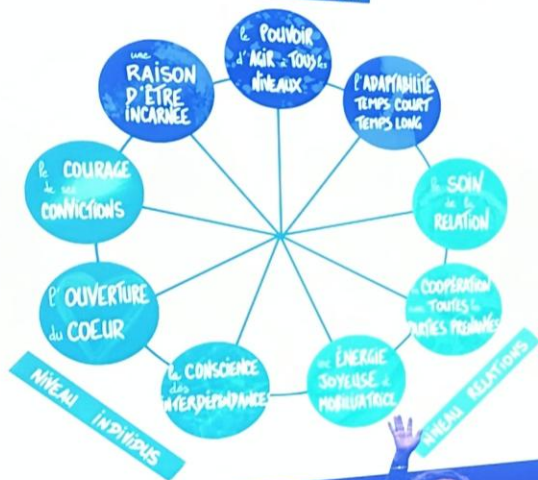 le POUVOIR
d'AGIR à TOUS les
NIVEAUX
l'ADAPTABILITÉ
TEMPS COURT
TEMPS LONG
le SOIN
de la
RELATION
la COOPÉRATION
avec TOUTES les
PARTIES PRENANTES
une ÉNERGIE
JOYEUSE &
MOBILISATRICE
la CONSCIENCE
des
INTERDÉPENDANCES
l'OUVERTURE
du COEUR
le COURAGE
de ses
CONVICTIONS
une
RAISON
D'ÊTRE
INCARNÉE
NIVEAU INDIVIDUS
NIVEAU RELATIONS